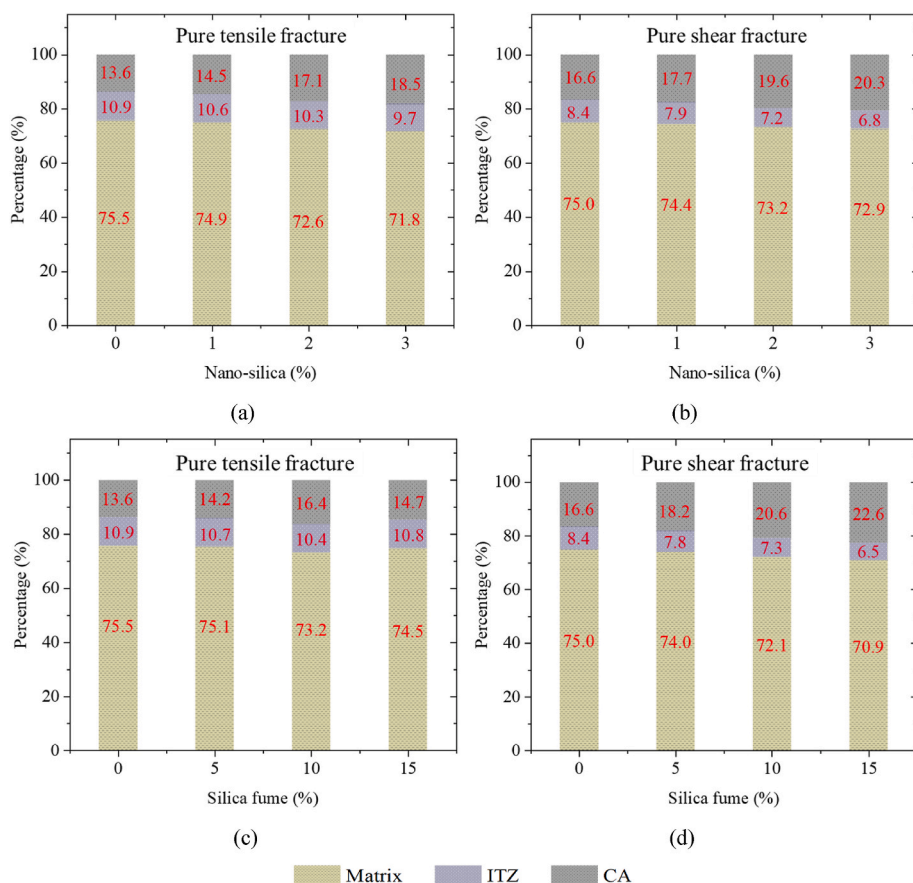 Pure tensile fracture
Percentage (%)
100
80
60
40
20
0
13.6 14.5 17.1 18.5
10.9 10.6 10.3 9.7
75.5 74.9 72.6 71.8
0 1 2 3
Nano-silica (%)
(a)
Pure shear fracture
Percentage (%)
100
80
60
40
20
0
16.6 17.7 19.6 20.3
8.4 7.9 7.2 6.8
75.0 74.4 73.2 72.9
0 1 2 3
Nano-silica (%)
(b)
Pure tensile fracture
Percentage (%)
100
80
60
40
20
0
13.6 14.2 16.4 14.7
10.9 10.7 10.4 10.8
75.5 75.1 73.2 74.5
0 5 10 15
Silica fume (%)
(c)
Pure shear fracture
Percentage (%)
100
80
60
40
20
0
16.6 18.2 20.6 22.6
8.4 7.8 7.3 6.5
75.0 74.0 72.1 70.9
0 5 10 15
Silica fume (%)
(d)
Matrix ITZ CA